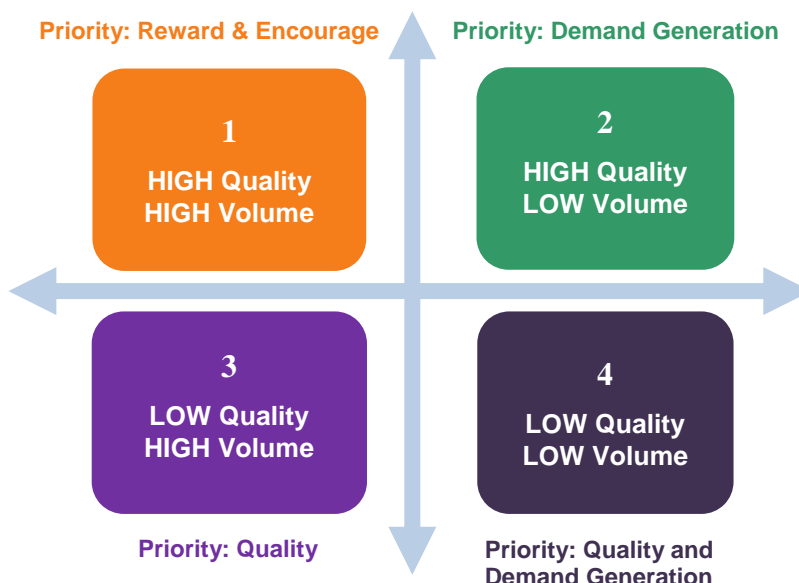 Priority: Reward & Encourage
Priority: Demand Generation
1
HIGH Quality
HIGH Volume
2
HIGH Quality
LOW Volume
3
LOW Quality
HIGH Volume
4
LOW Quality
LOW Volume
Priority: Quality
Priority: Quality and
Demand Generation